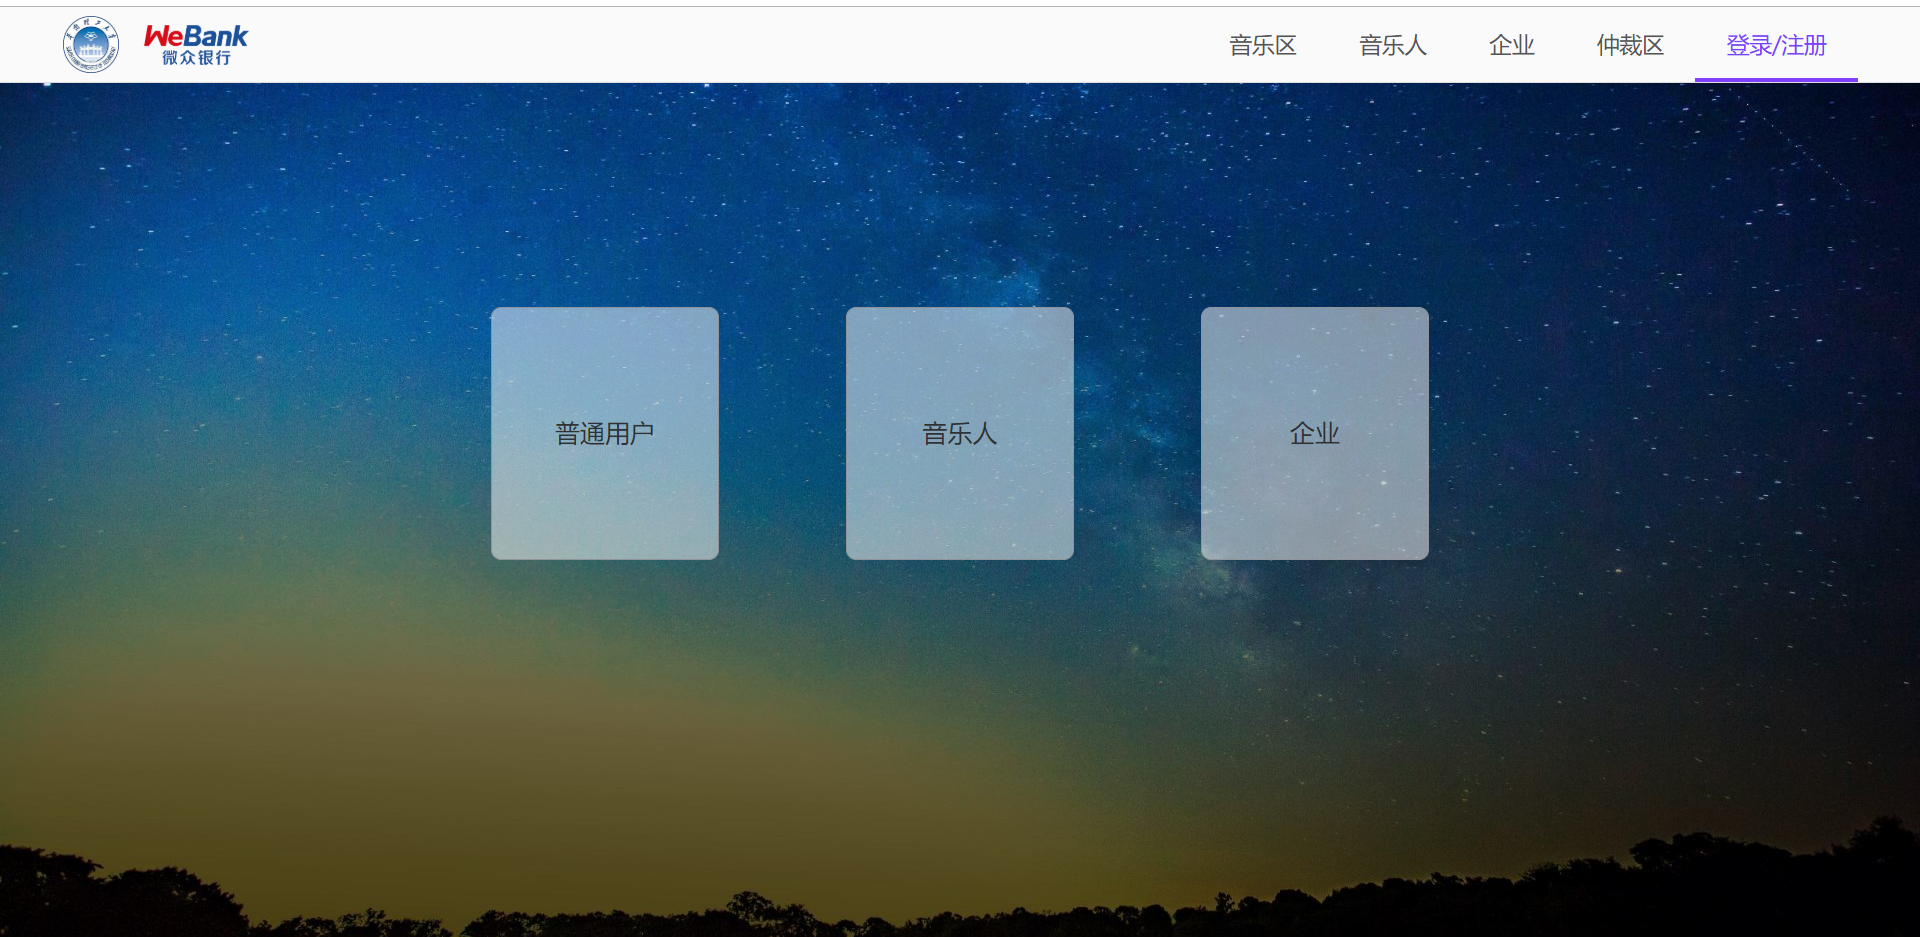 WeBank
微众银行
音乐区
音乐人
企业
仲裁区
登录/注册
普通用户
音乐人
企业